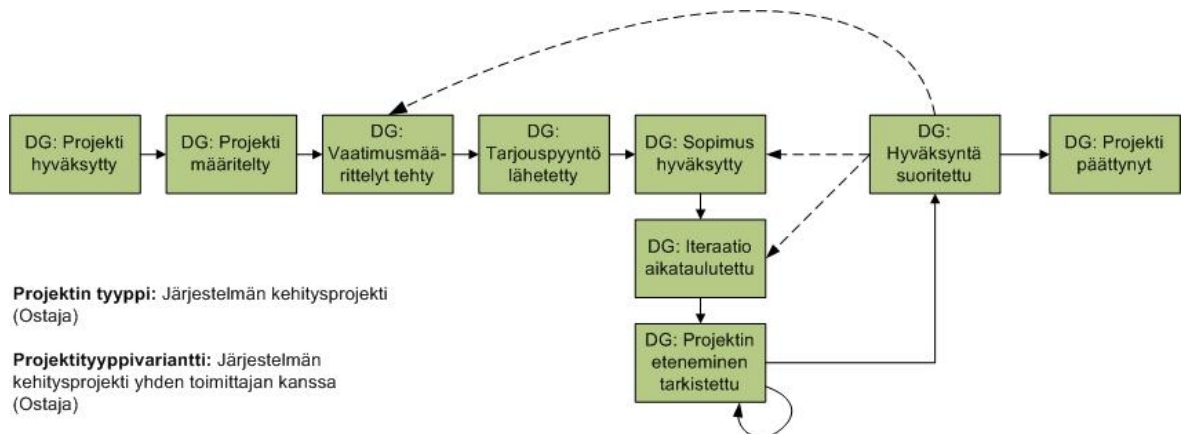 DG: Projekti
hyväksytty
DG: Projekti
määritelty
DG:
Vaatimusmää-
rittelyt tehty
DG:
Tarjouspyyntö
lähetetty
DG: Sopimus
hyväksytty
DG:
Hyväksyntä
suoritettu
DG: Projekti
päättynyt
DG: Iteraatio
aikataulutettu
DG: Projektin
eteneminen
tarkistettu
Projektin tyyppi: Järjestelmän kehitysprojekti
(Ostaja)
Projektityyppivariantti: Järjestelmän
kehitysprojekti yhden toimittajan kanssa
(Ostaja)